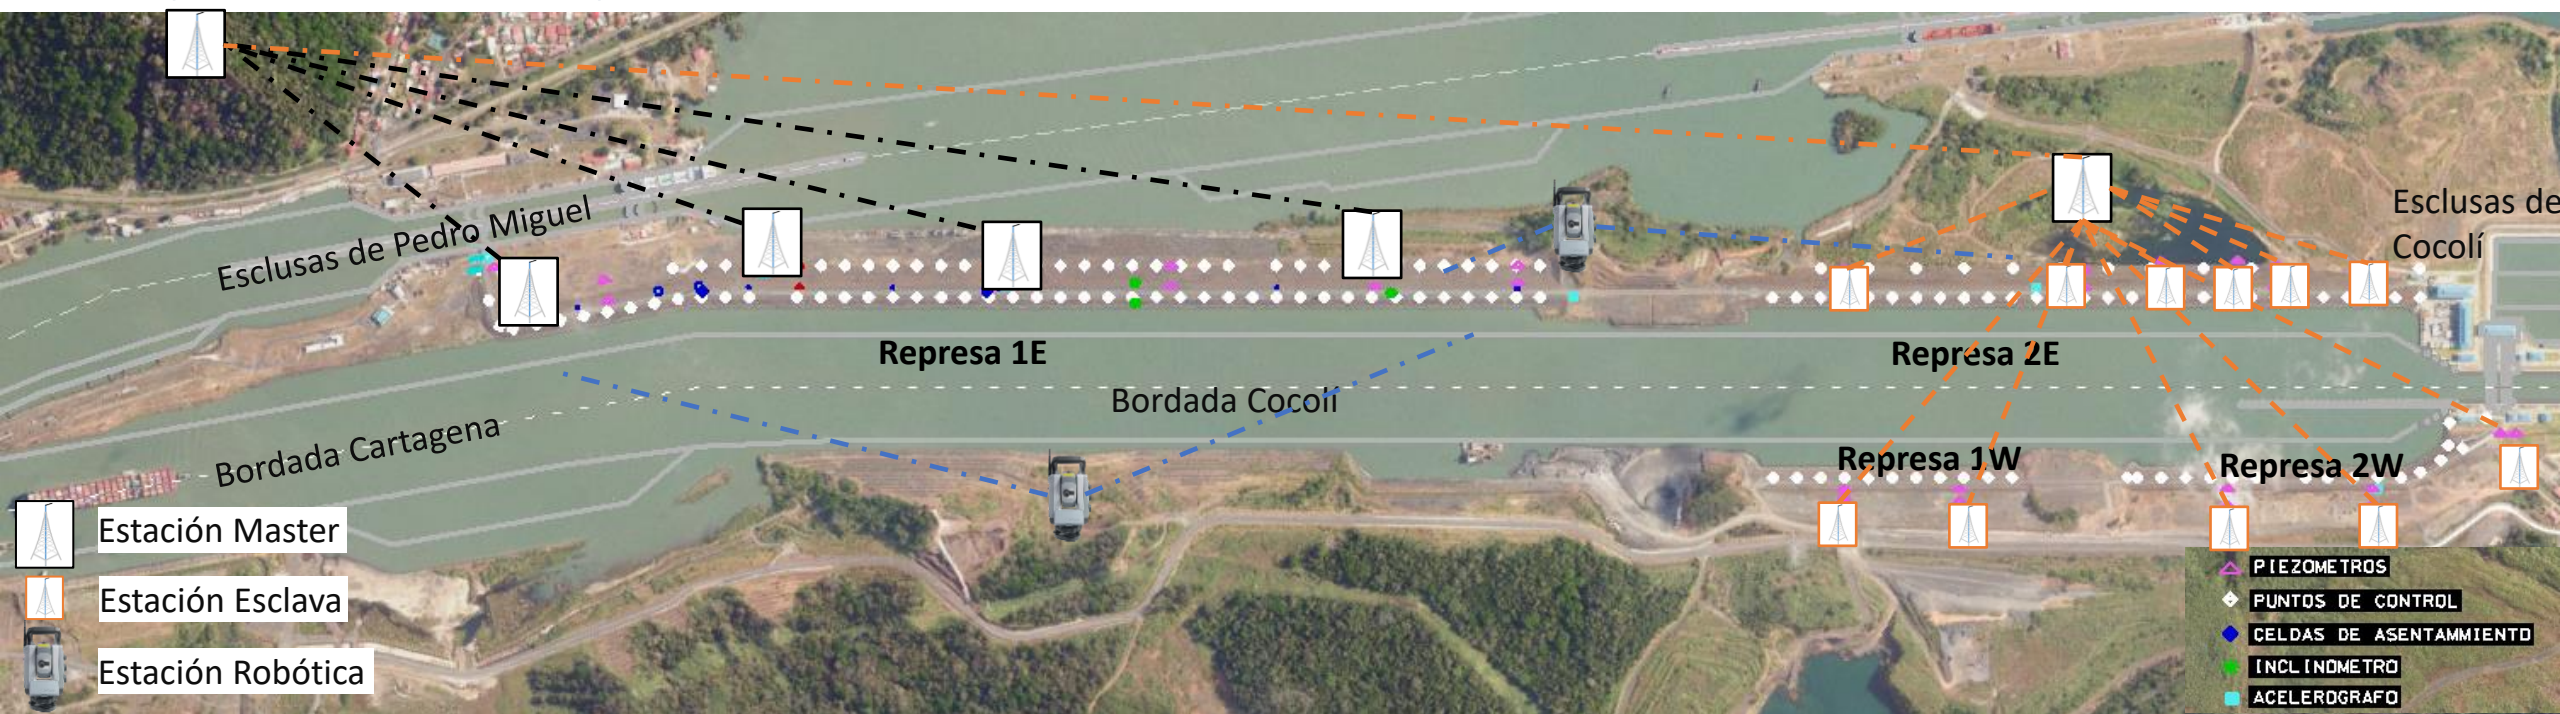 Esclusas de Pedro Miguel
Esclusas de
Cocolí
Represa 1E
Represa 2E
Bordada Cocolí
Bordada Cartagena
Represa 1W
Represa 2W
Estación Master
Estación Esclava
Estación Robótica
PIEZOMETROS
PUNTOS DE CONTROL
CELDAS DE ASENTAMMIENTO
INCLINOMETRO
ACELEROGRAFO